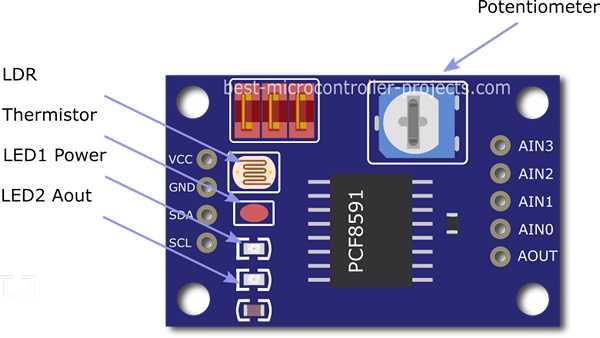 Potentiometer
LDR
best-microcontroller-projects.com
Thermistor
LED1 Power
LED2 Aout
VCC
GND
SDA
SCL
PCF8591
AIN3
AIN2
AIN1
AIN0
AOUT